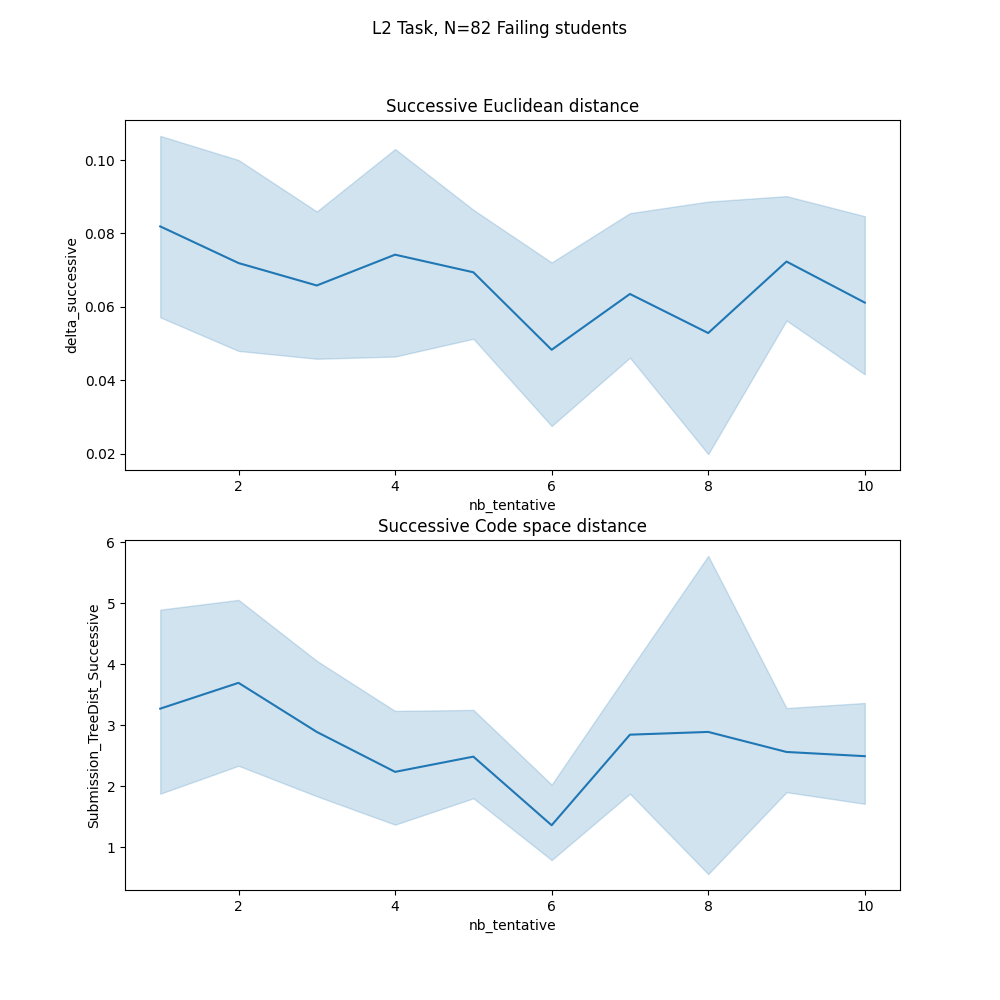 L2 Task, N=82 Failing students
Successive Euclidean distance
0.10
0.08
0.06
0.04
0.02
delta_successive
2 4 6 8 10
nb_tentative
Successive Code space distance
6
5
4
3
2
1
Submission_TreeDist_Successive
2 4 6 8 10
nb_tentative